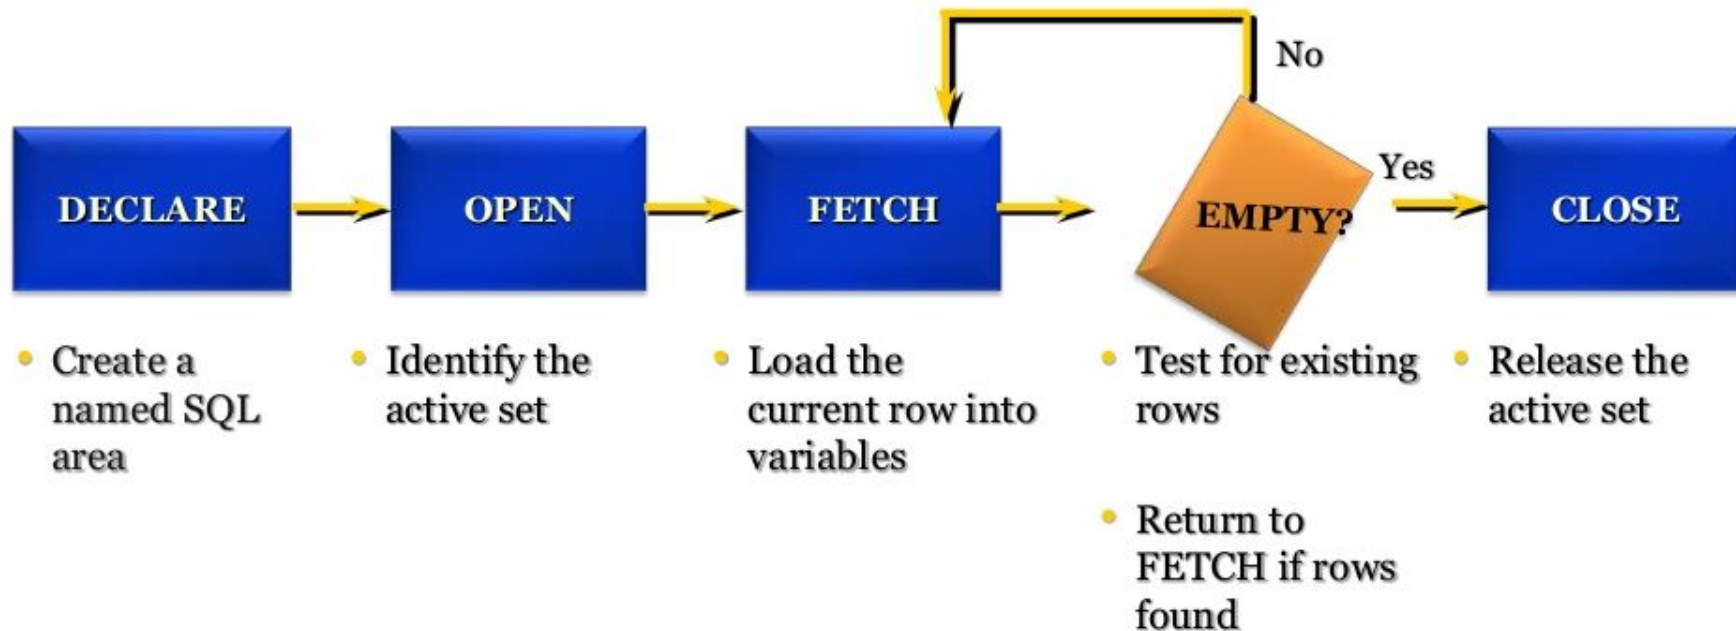 No
Yes
DECLARE
OPEN
FETCH
EMPTY?
CLOSE
• Create a
named SQL
area
• Identify the
active set
• Load the
current row into
variables
• Test for existing
rows
• Return to
FETCH if rows
found
• Release the
active set